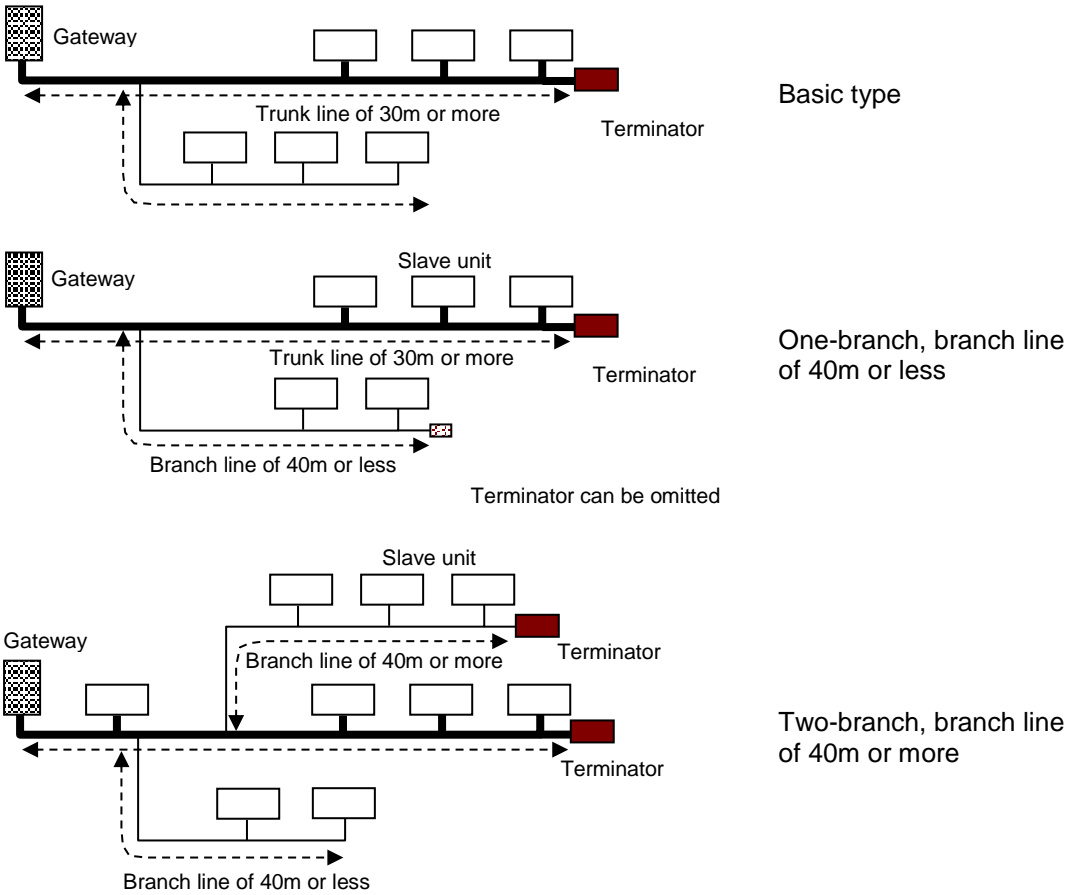 Gateway
Trunk line of 30m or more
Terminator
Basic type
Slave unit
Gateway
Trunk line of 30m or more
Terminator
One-branch, branch line
of 40m or less
Branch line of 40m or less
Terminator can be omitted
Slave unit
Gateway
Branch line of 40m or more
Terminator
Two-branch, branch line
of 40m or more
Terminator
Branch line of 40m or less